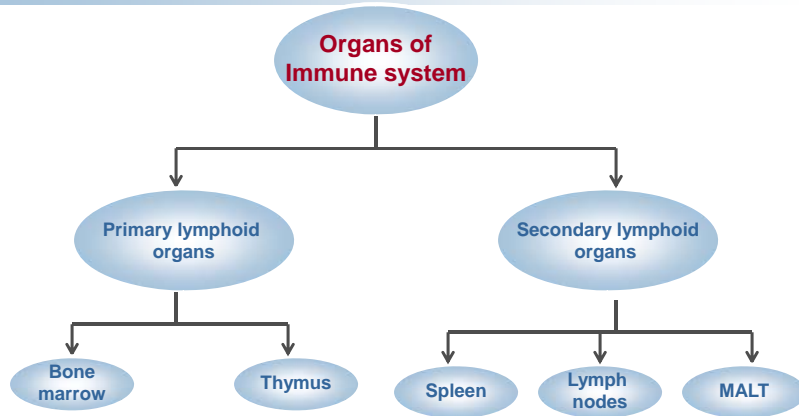 Organs of
Immune system
Primary lymphoid
organs
Secondary lymphoid
organs
Bone
marrow
Thymus
Spleen
Lymph
nodes
MALT